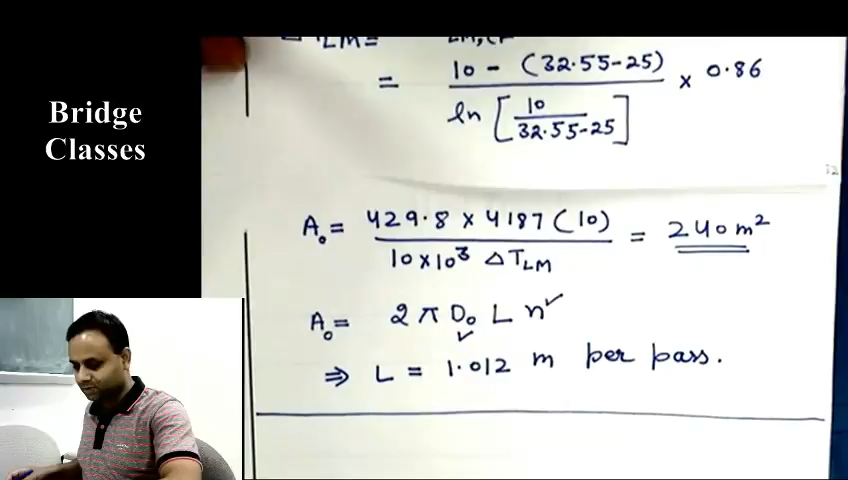 Bridge
Classes
= 10 - (32.55-25) / ln [10 / 32.55-25] × 0.86
A₀ = 429.8 × 4187 (10) / 10×10³ ΔT_LM = 240 m²
A₀ = 2 π D₀ L n
⇒ L = 1.012 m per pass.